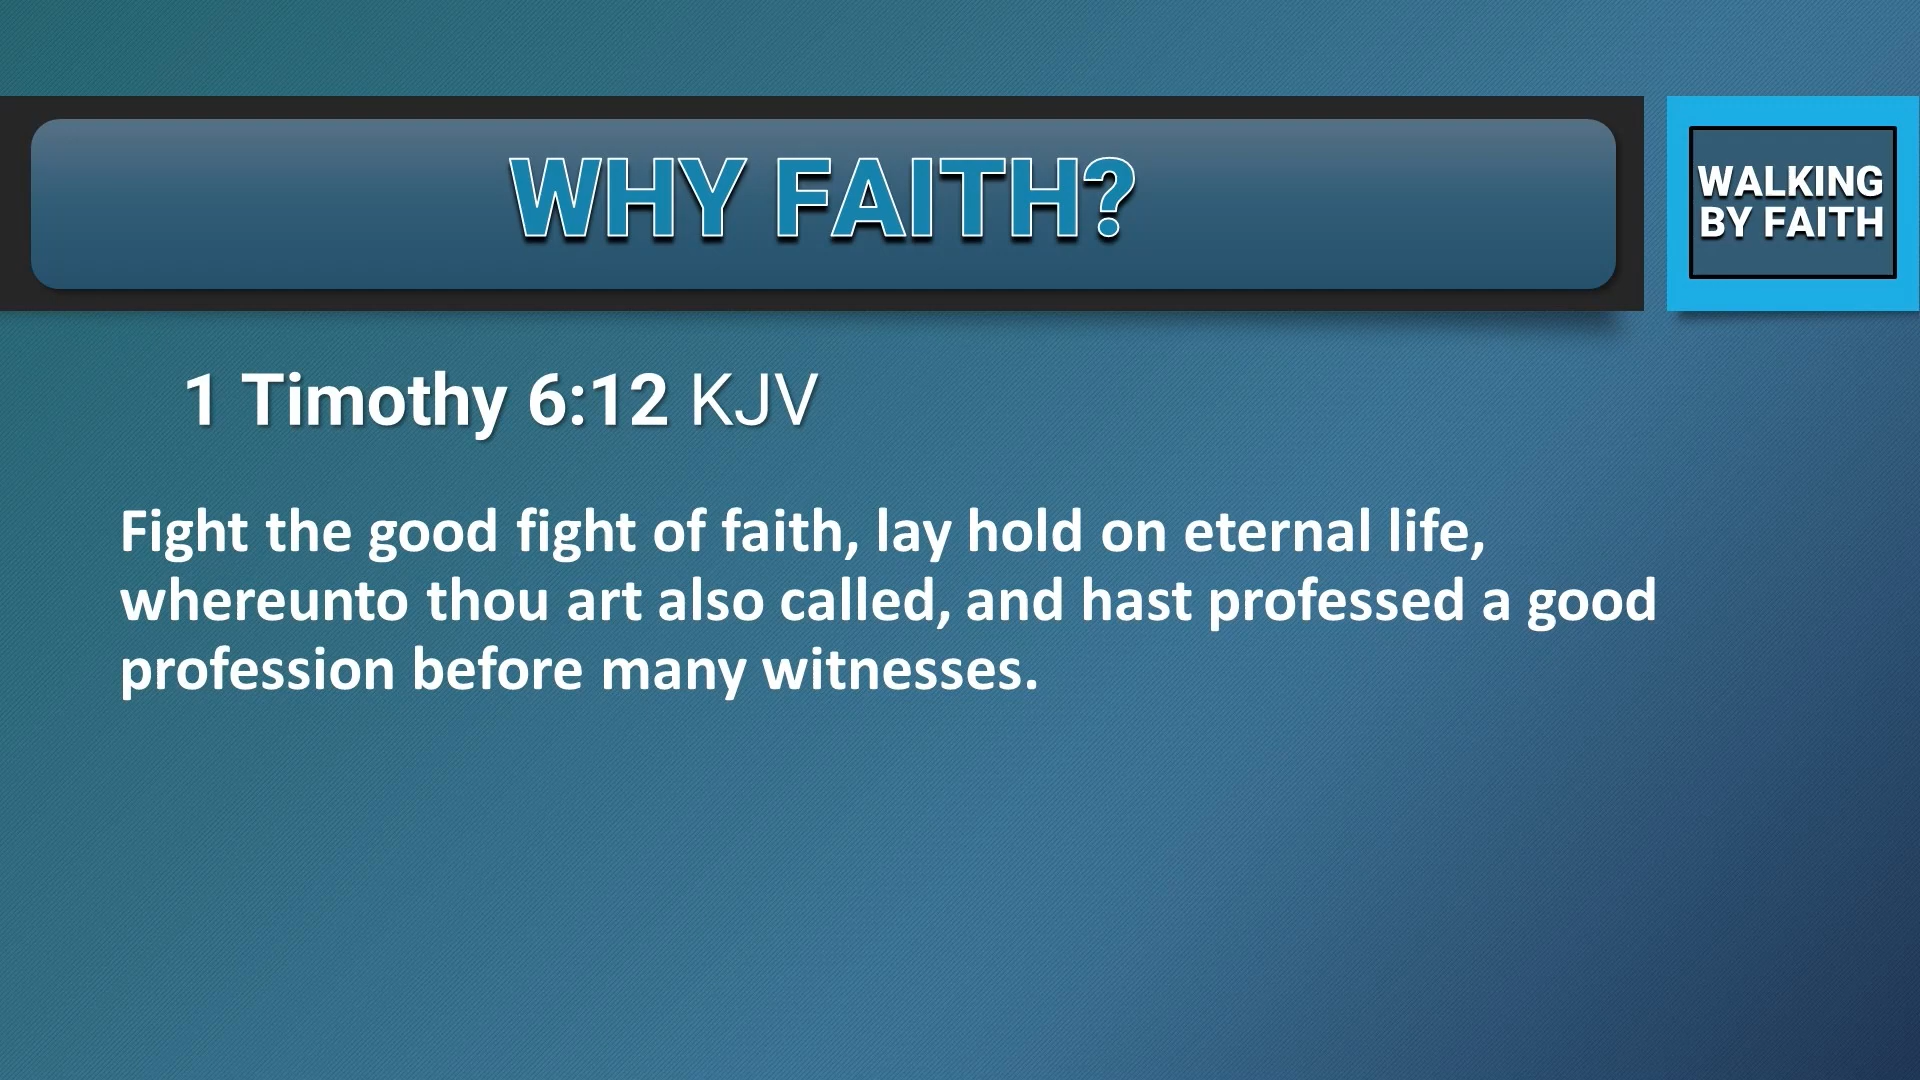 WHY FAITH?
WALKING
BY FAITH
1 Timothy 6:12 KJV
Fight the good fight of faith, lay hold on eternal life,
whereunto thou art also called, and hast professed a good
profession before many witnesses.